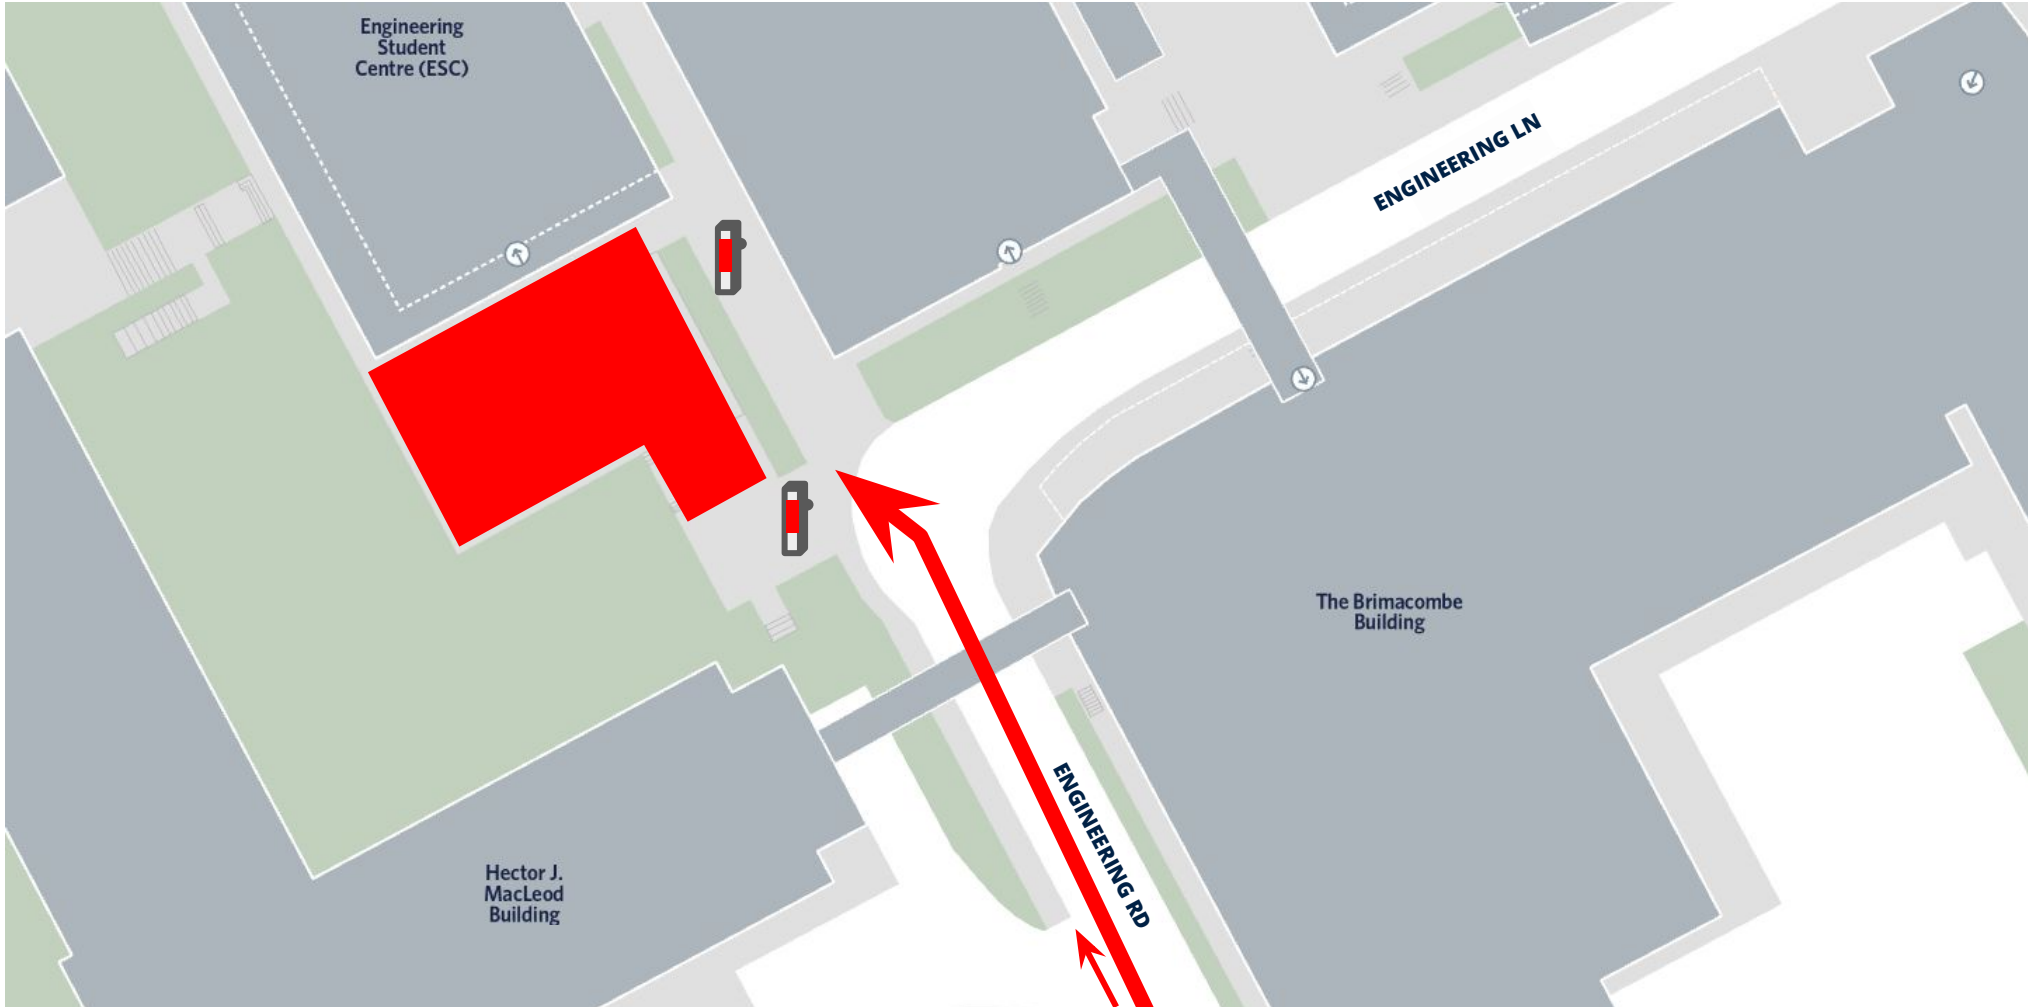 Engineering
Student
Centre (ESC)
ENGINEERING LN
The Brimacombe
Building
ENGINEERING RD
Hector J.
MacLeod
Building